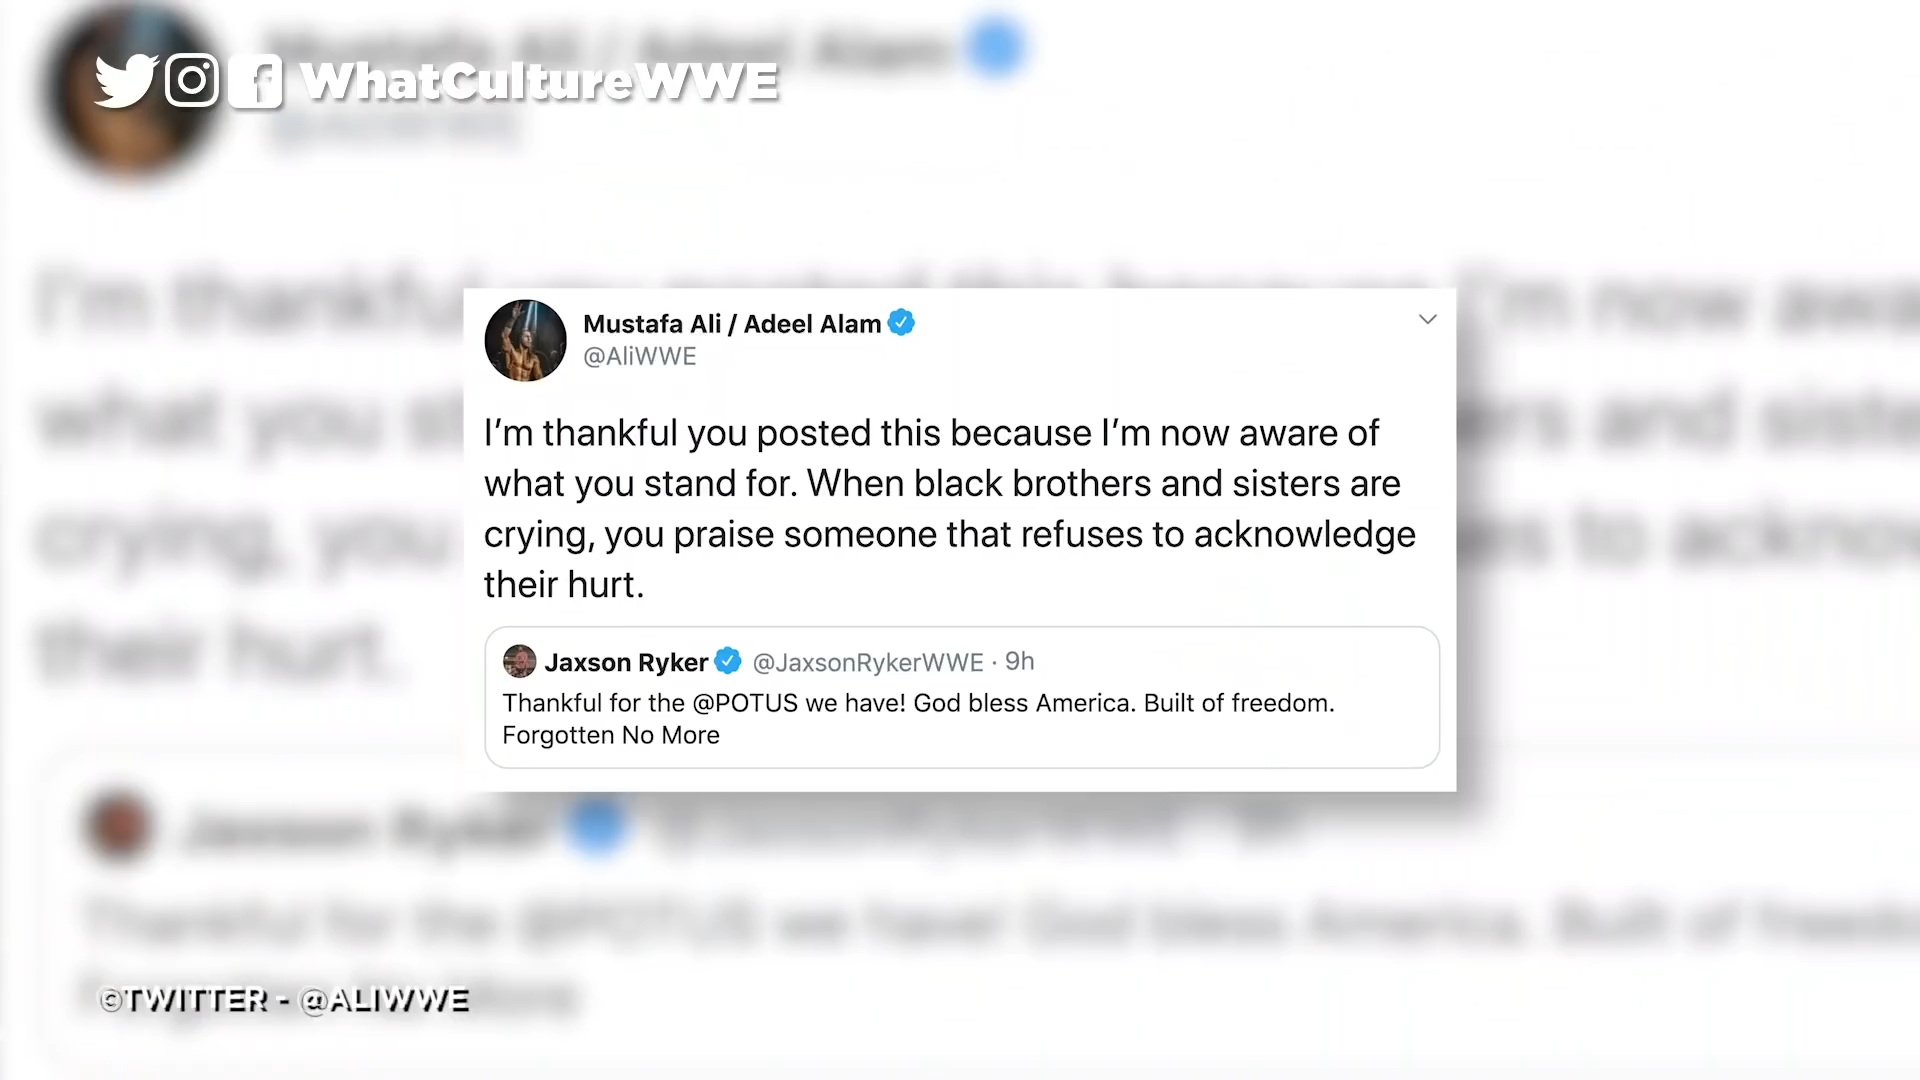 WhatCultureWWE
Mustafa Ali / Adeel Alam
@AliWWE
I'm thankful you posted this because I'm now aware of
what you stand for. When black brothers and sisters are
crying, you praise someone that refuses to acknowledge
their hurt.
Jaxson Ryker @JaxsonRykerWWE · 9h
Thankful for the @POTUS we have! God bless America. Built of freedom.
Forgotten No More
©TWITTER - @ALIWWE